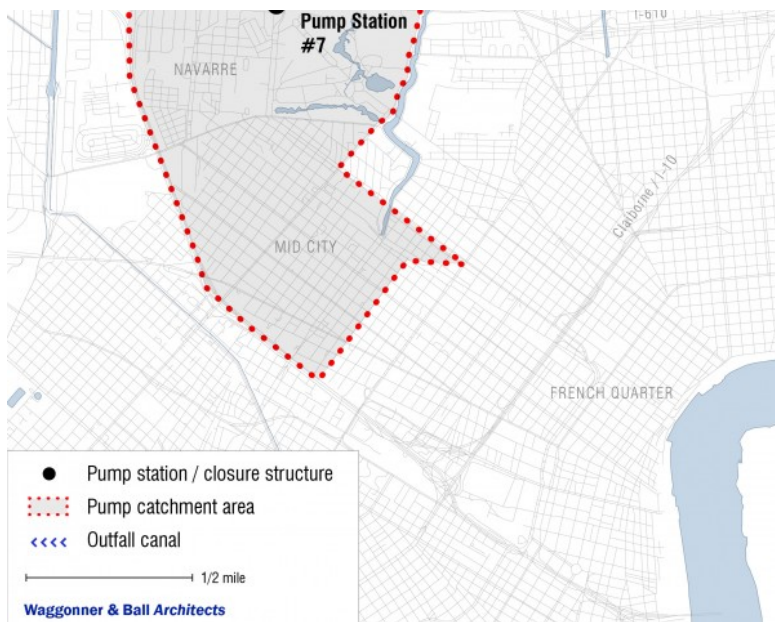 I-610
Pump Station
#7
NAVARRE
Claiborne / I-10
MID CITY
FRENCH QUARTER
Pump station / closure structure
Pump catchment area
Outfall canal
1/2 mile
Waggonner & Ball Architects